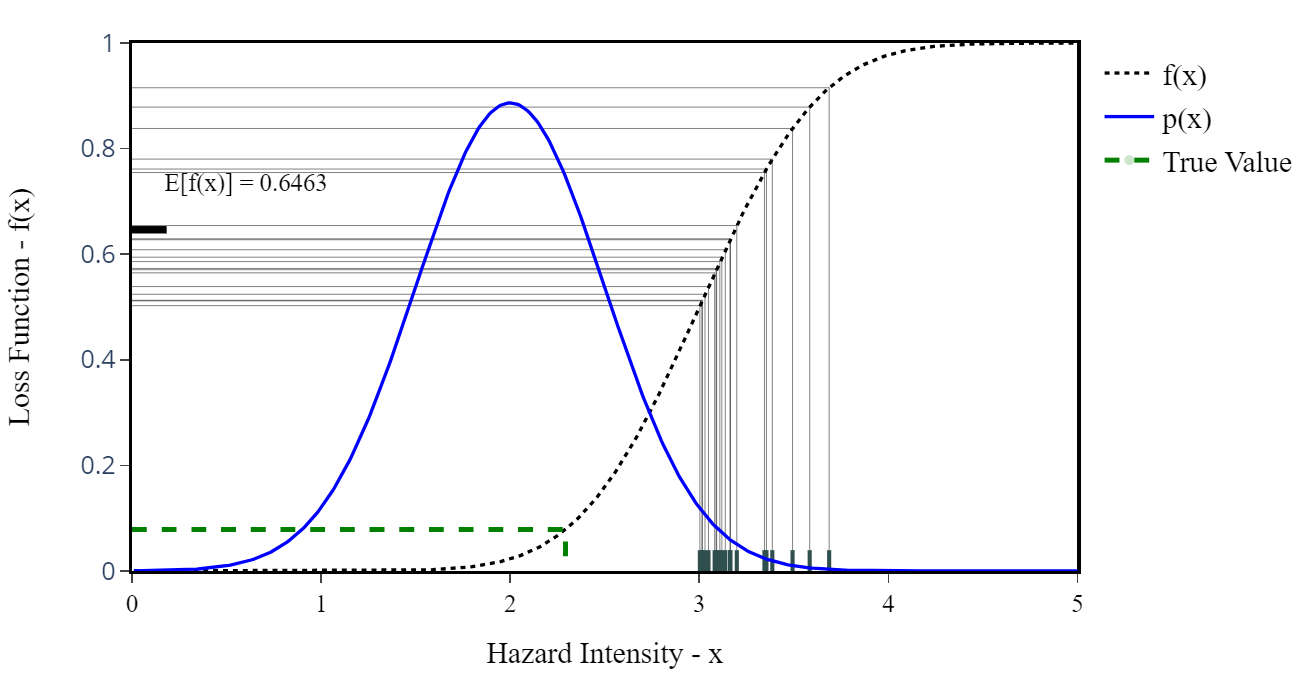 1
0.8
0.6
0.4
0.2
0
Loss Function - f(x)
E[f(x)] = 0.6463
0 1 2 3 4 5
Hazard Intensity - x
f(x)
p(x)
True Value